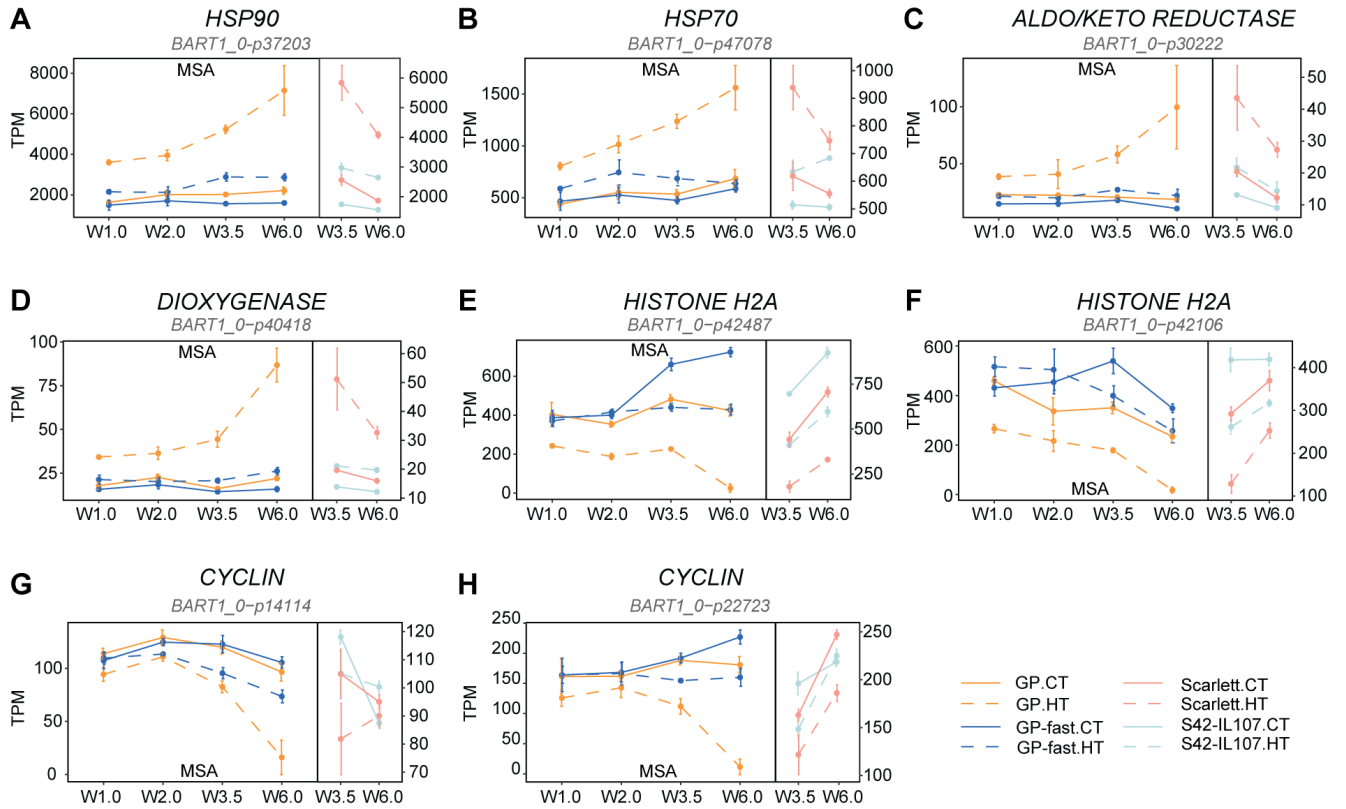 A HSP90
BART1_0-p37203
MSA
TPM
8000
6000
4000
2000
6000
5000
4000
3000
2000
W1.0 W2.0 W3.5 W6.0 W3.5 W6.0
B HSP70
BART1_0−p47078
MSA
TPM
1500
1000
500
1000
900
800
700
600
500
W1.0 W2.0 W3.5 W6.0 W3.5 W6.0
C ALDO/KETO REDUCTASE
BART1_0−p30222
MSA
TPM
100
50
50
40
30
20
10
W1.0 W2.0 W3.5 W6.0 W3.5 W6.0
D DIOXYGENASE
BART1_0−p40418
MSA
TPM
100
75
50
25
60
50
40
30
20
10
W1.0 W2.0 W3.5 W6.0 W3.5 W6.0
E HISTONE H2A
BART1_0−p42487
MSA
TPM
600
400
200
0
750
500
250
W1.0 W2.0 W3.5 W6.0 W3.5 W6.0
F HISTONE H2A
BART1_0−p42106
MSA
TPM
600
400
200
0
400
300
200
100
W1.0 W2.0 W3.5 W6.0 W3.5 W6.0
G CYCLIN
BART1_0−p14114
MSA
TPM
100
50
0
120
110
100
90
80
70
W1.0 W2.0 W3.5 W6.0 W3.5 W6.0
H CYCLIN
BART1_0−p22723
MSA
TPM
250
200
150
100
50
0
250
200
150
100
W1.0 W2.0 W3.5 W6.0 W3.5 W6.0
GP.CT
GP.HT
GP-fast.CT
GP-fast.HT
Scarlett.CT
Scarlett.HT
S42-IL107.CT
S42-IL107.HT